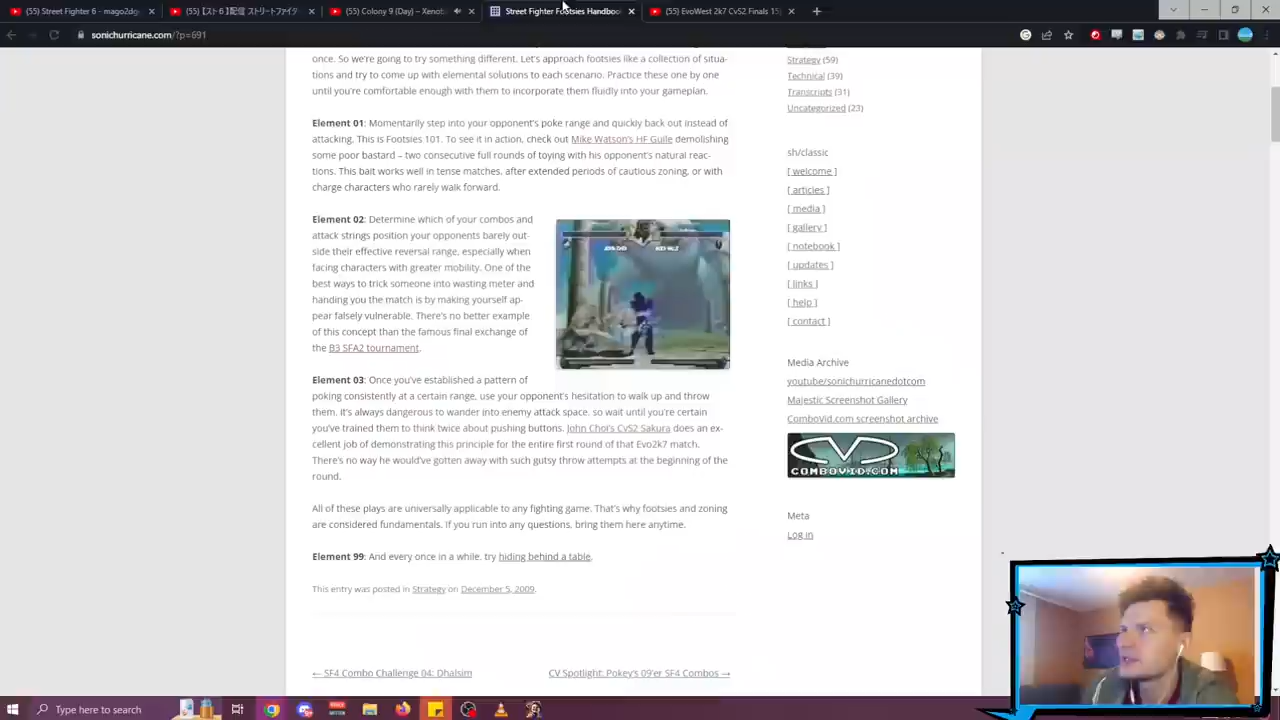 (55) Street Fighter 6 - mago2dg
(55) Colony 9 (Day) – Xenob
Street Fighter Footsies Handboo
(55) EvoWest 2k7 CvS2 Finals 15
sonichurricane.com/?p=691
once. So we're going to try something different. Let's approach footsies like a collection of situa-
tions and try to come up with elemental solutions to each scenario. Practice these one by one
until you're comfortable enough with them to incorporate them fluidly into your gameplan.
Element 01: Momentarily step into your opponent's poke range and quickly back out instead of
attacking. This is Footsies 101. To see it in action, check out Mike Watson's HF Guile demolishing
some poor bastard – two consecutive full rounds of toying with his opponent's natural reac-
tions. This bait works well in tense matches, after extended periods of cautious zoning, or with
charge characters who rarely walk forward.
Element 02: Determine which of your combos and
attack strings position your opponents barely out-
side their effective reversal range, especially when
facing characters with greater mobility. One of the
best ways to trick someone into wasting meter and
handing you the match is by making yourself ap-
pear falsely vulnerable. There's no better example
of this concept than the famous final exchange of
the B3 SFA2 tournament.
Element 03: Once you've established a pattern of
poking consistently at a certain range, use your opponent's hesitation to walk up and throw
them. It's always dangerous to wander into enemy attack space, so wait until you're certain
you've trained them to think twice about pushing buttons. John Choi's CvS2 Sakura does an ex-
cellent job of demonstrating this principle for the entire first round of that Evo2k7 match.
There's no way he would've gotten away with such gutsy throw attempts at the beginning of the
round.
All of these plays are universally applicable to any fighting game. That's why footsies and zoning
are considered fundamentals. If you run into any questions, bring them here anytime.
Element 99: And every once in a while, try hiding behind a table.
This entry was posted in Strategy on December 5, 2009.
← SF4 Combo Challenge 04: Dhalsim
CV Spotlight: Pokey's 09'er SF4 Combos →
Strategy (59)
Technical (39)
Transcripts (31)
Uncategorized (23)
sh/classic
[ welcome ]
[ articles ]
[ media ]
[ gallery ]
[ notebook ]
[ updates ]
[ links ]
[ help ]
[ contact ]
Media Archive
youtube/sonichurricanedotcom
Majestic Screenshot Gallery
ComboVid.com screenshot archive
COMBOVID.COM
Meta
Log in
Type here to search